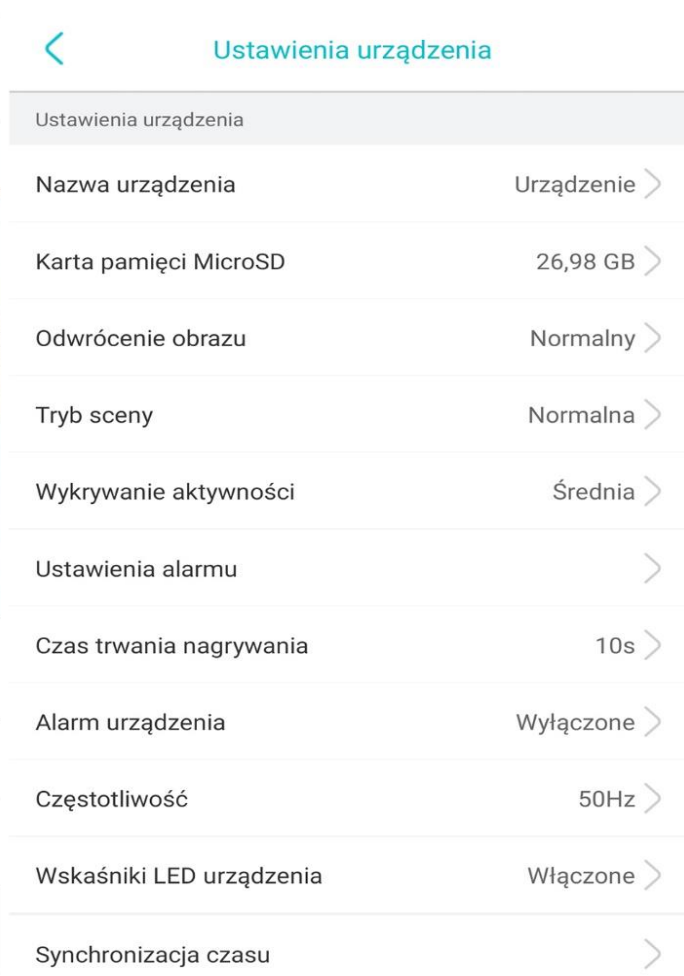 Ustawienia urządzenia
Ustawienia urządzenia
Nazwa urządzenia Urządzenie
Karta pamięci MicroSD 26,98 GB
Odwrócenie obrazu Normalny
Tryb sceny Normalna
Wykrywanie aktywności Średnia
Ustawienia alarmu
Czas trwania nagrywania 10s
Alarm urządzenia Wyłączone
Częstotliwość 50Hz
Wskaśniki LED urządzenia Włączone
Synchronizacja czasu